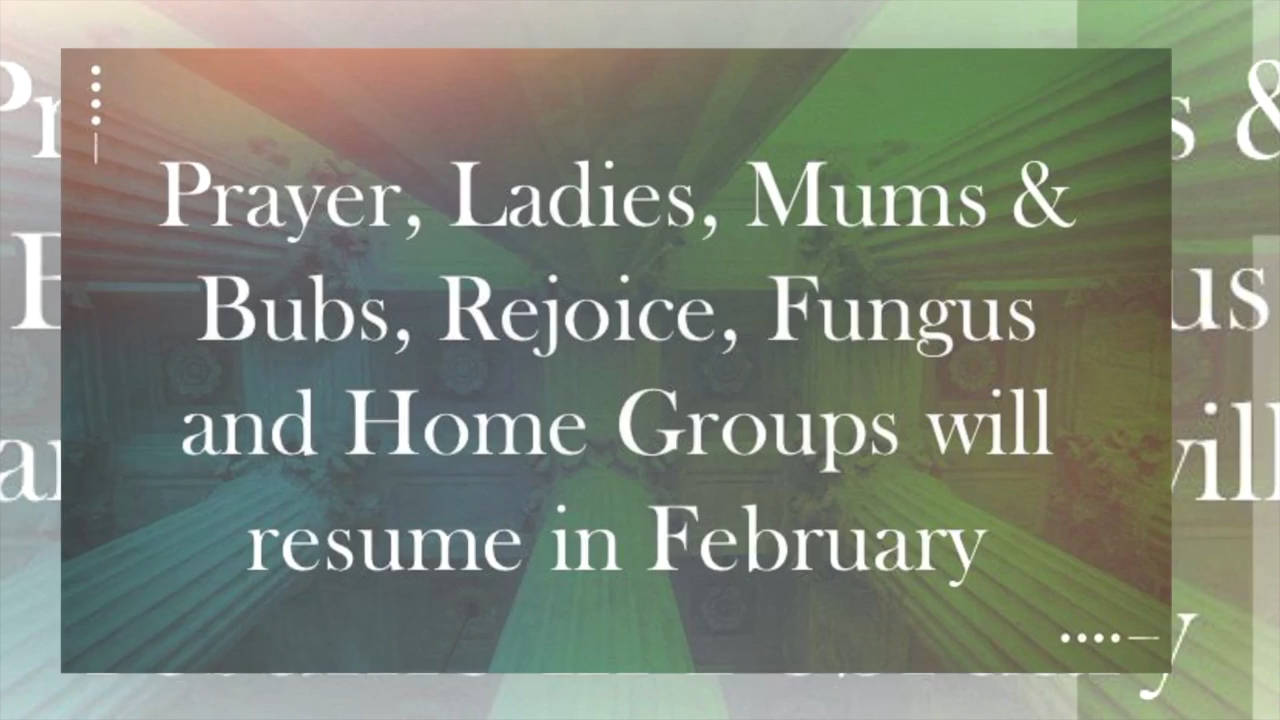 Prayer, Ladies, Mums &
Bubs, Rejoice, Fungus
and Home Groups will
resume in February